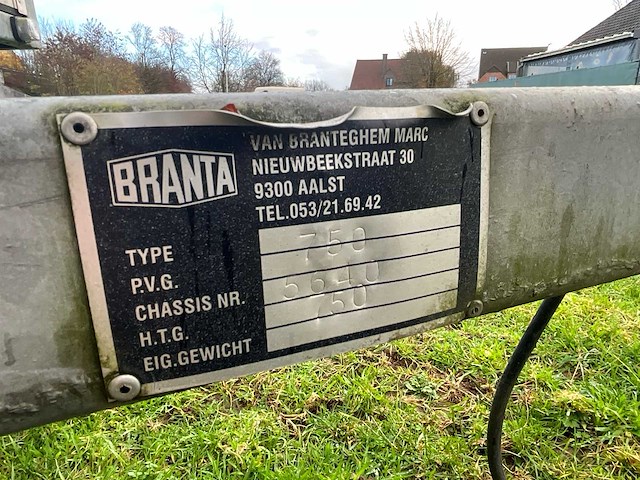 BRANTA
VAN BRANTEGHEM MARC
NIEUWBEEKSTRAAT 30
9300 AALST
TEL.053/21.69.42
TYPE
P.V.G. 750
CHASSIS NR. 5640
H.T.G. 750
EIG.GEWICHT